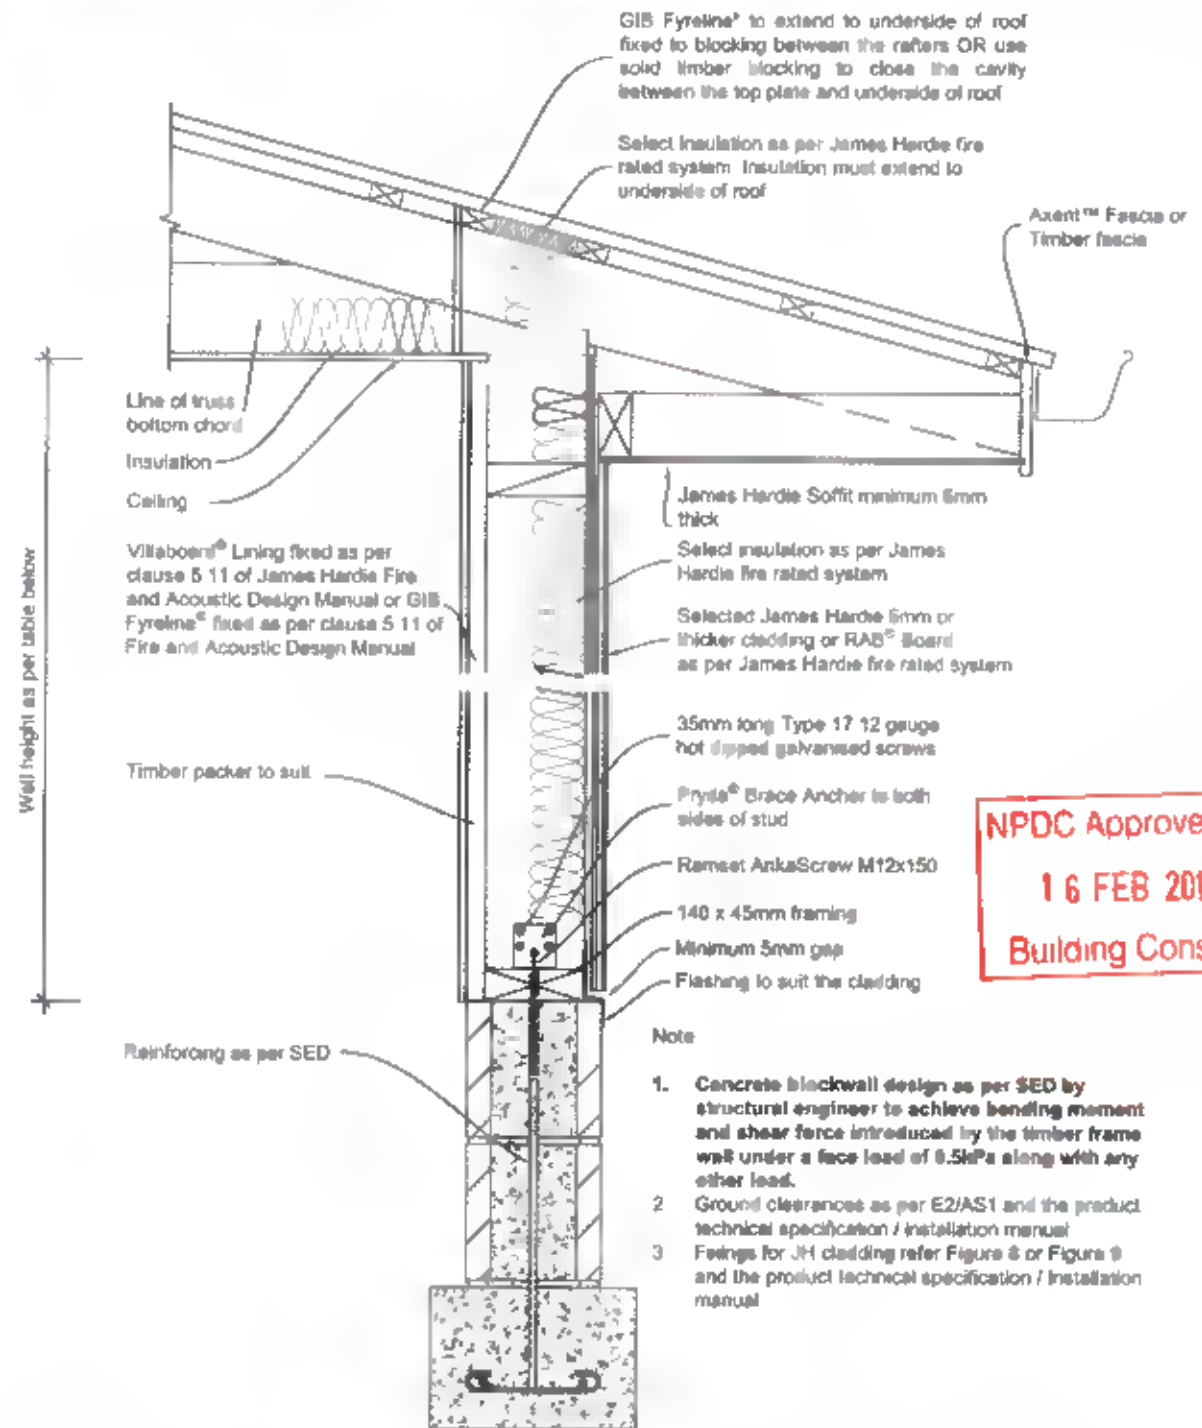 GIB Fyreline® to extend to underside of roof
fixed to blocking between the rafters OR use
solid timber blocking to close the cavity
between the top plate and underside of roof
Select insulation as per James Hardie fire
rated system Insulation must extend to
underside of roof
Axent™ Fascia or
Timber fascia
Line of truss
bottom chord
Insulation
Ceiling
James Hardie Soffit minimum 6mm
thick
Villaboard® Lining fixed as per
clause 5 11 of James Hardie Fire
and Acoustic Design Manual or GIB
Fyreline® fixed as per clause 5 11 of
Fire and Acoustic Design Manual
Select insulation as per James
Hardie fire rated system
Selected James Hardie 6mm or
thicker cladding or RAB® Board
as per James Hardie fire rated system
Wall height as per table below
35mm long Type 17 12 gauge
hot dipped galvanised screws
Timber packer to suit
Pryda® Brace Ancher to both
sides of stud
Ramset AnkaScrew M12x150
140 x 45mm framing
Minimum 5mm gap
Flashing to suit the cladding
NPDC Approve
16 FEB 201
Building Cons
Reinforcing as per SED
Note
1. Concrete blockwall design as per SED by
structural engineer to achieve bending moment
and shear force introduced by the timber frame
wall under a face load of 0.5kPa along with any
other load.
2 Ground clearances as per E2/AS1 and the product
technical specification / installation manual
3 Fixings for JH cladding refer Figure 8 or Figure 9
and the product technical specification / installation
manual